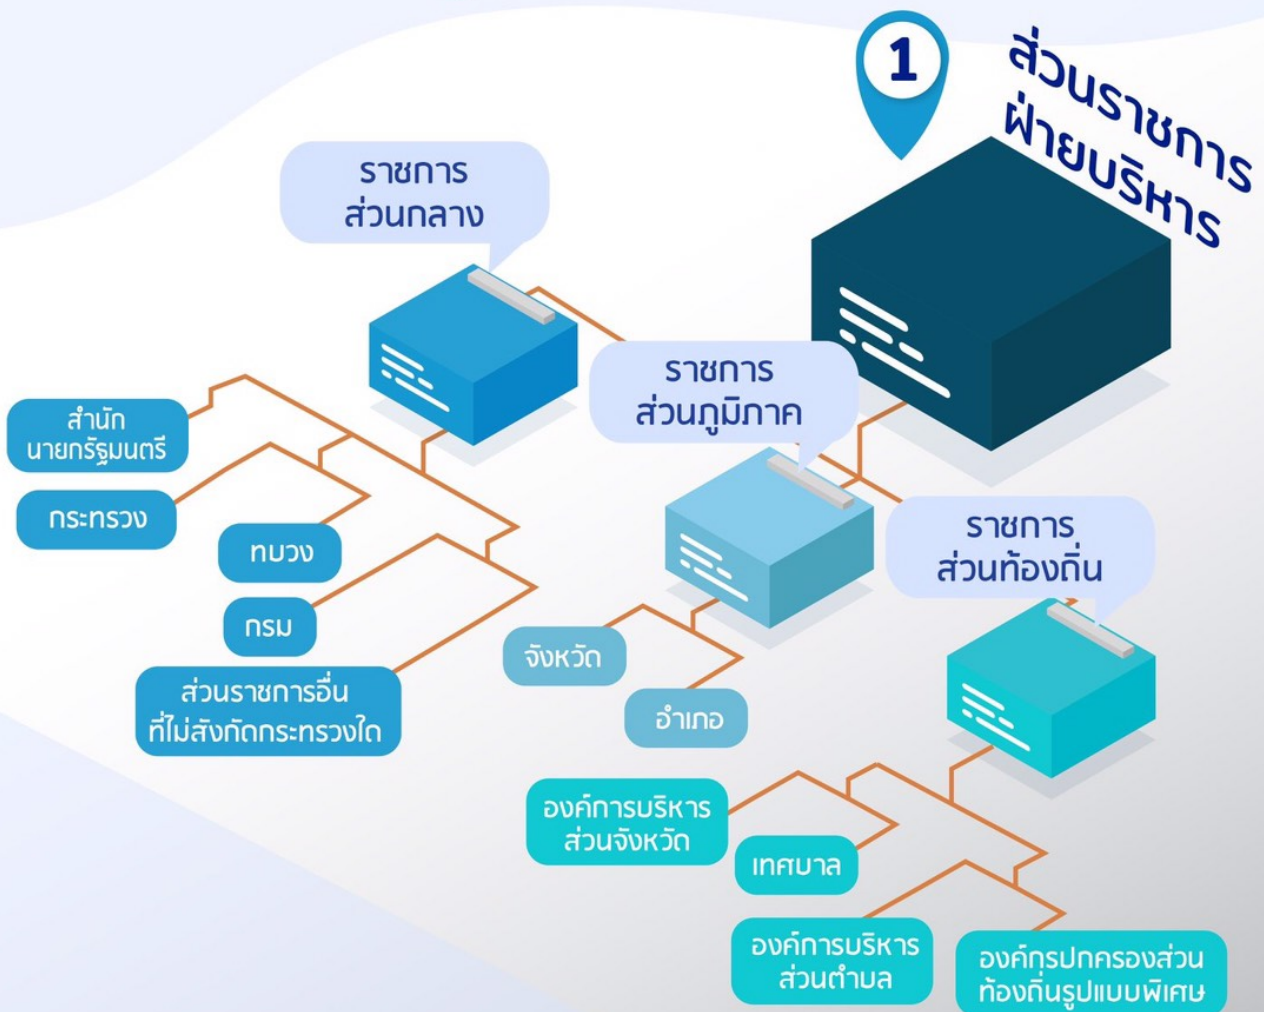 1
ส่วนราชการ
ฝ่ายบริหาร
ราชการ
ส่วนกลาง
สำนัก
นายกรัฐมนตรี
กระทรวง
ทบวง
กรม
ส่วนราชการอื่น
ที่ไม่สังกัดกระทรวงใด
ราชการ
ส่วนภูมิภาค
จังหวัด
อำเภอ
ราชการ
ส่วนท้องถิ่น
องค์การบริหาร
ส่วนจังหวัด
เทศบาล
องค์การบริหาร
ส่วนตำบล
องค์กรปกครองส่วน
ท้องถิ่นรูปแบบพิเศษ